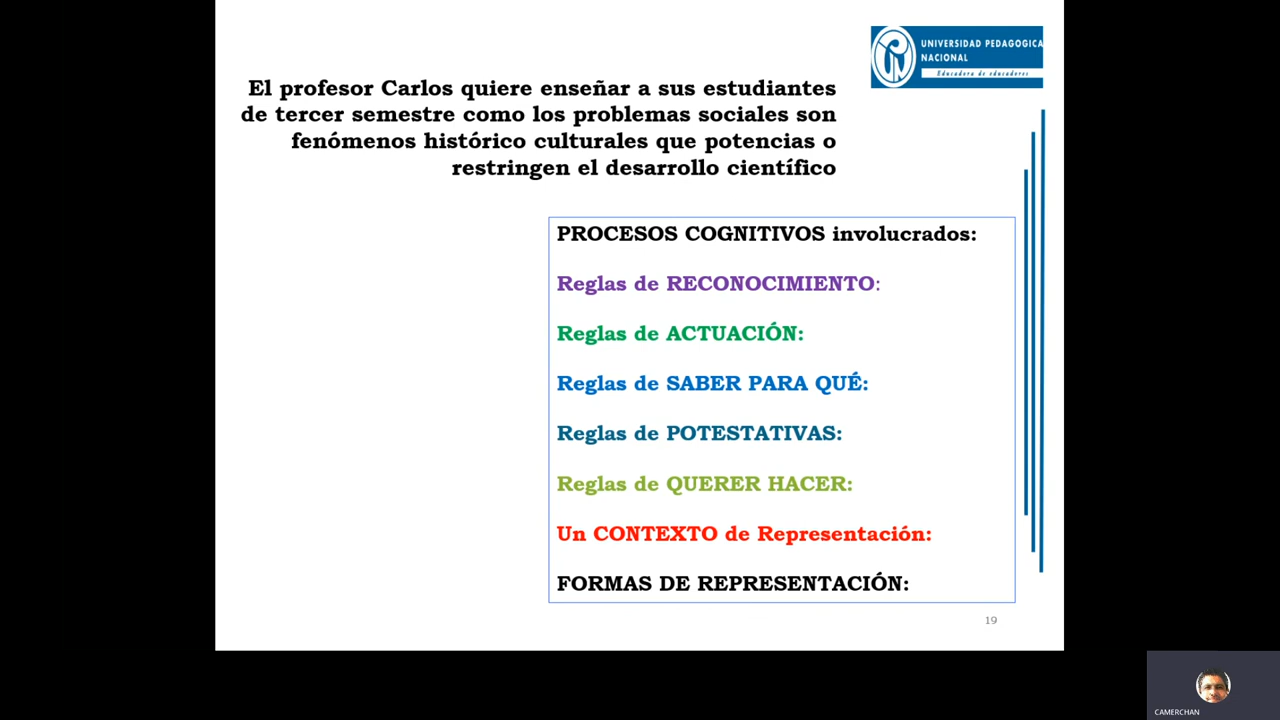 UNIVERSIDAD PEDAGOGICA
NACIONAL
Educadora de educadores
El profesor Carlos quiere enseñar a sus estudiantes
de tercer semestre como los problemas sociales son
fenómenos histórico culturales que potencias o
restringen el desarrollo científico
PROCESOS COGNITIVOS involucrados:
Reglas de RECONOCIMIENTO:
Reglas de ACTUACIÓN:
Reglas de SABER PARA QUÉ:
Reglas de POTESTATIVAS:
Reglas de QUERER HACER:
Un CONTEXTO de Representación:
FORMAS DE REPRESENTACIÓN:
19
CAMERCHAN